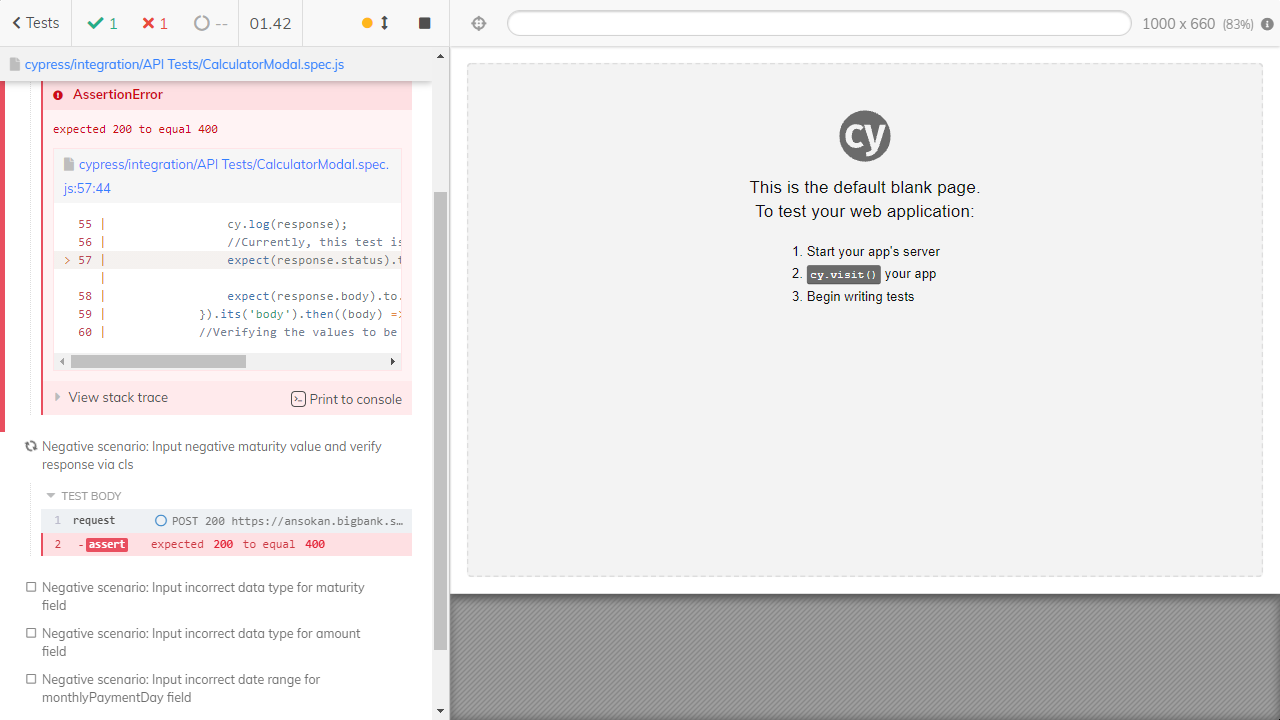 Tests
1
1
--
01.42
1000 x 660 (83%)
cypress/integration/API Tests/CalculatorModal.spec.js
AssertionError
expected 200 to equal 400
cypress/integration/API Tests/CalculatorModal.spec.
js:57:44
55 | cy.log(response);
56 | //Currently, this test is
> 57 | expect(response.status).t
|
58 | expect(response.body).to.
59 | }).its('body').then((body) =>
60 | //Verifying the values to be
View stack trace
Print to console
Negative scenario: Input negative maturity value and verify
response via cls
TEST BODY
1 request POST 200 https://ansokan.bigbank.s…
2 -assert expected 200 to equal 400
Negative scenario: Input incorrect data type for maturity
field
Negative scenario: Input incorrect data type for amount
field
Negative scenario: Input incorrect date range for
monthlyPaymentDay field
cy
This is the default blank page.
To test your web application:
1. Start your app's server
2. cy.visit() your app
3. Begin writing tests